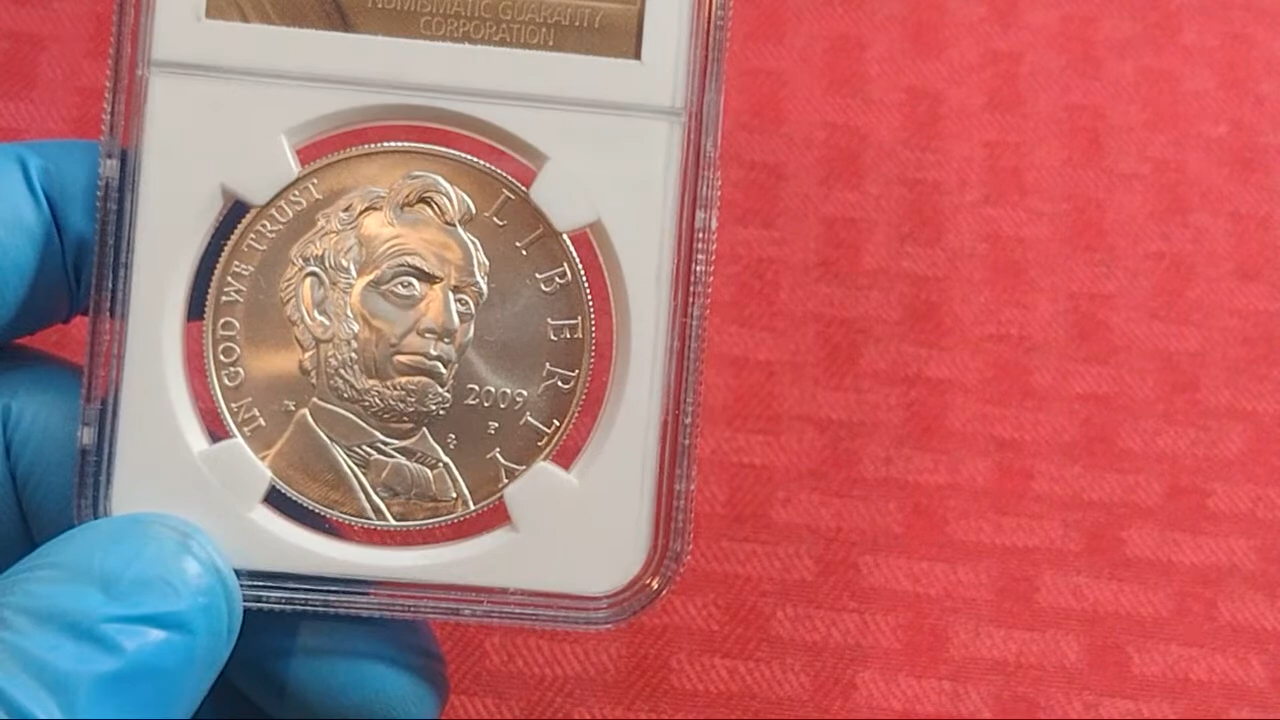 NUMISMATIC GUARANTY
CORPORATION
IN GOD WE TRUST
LIBERTY
2009
P